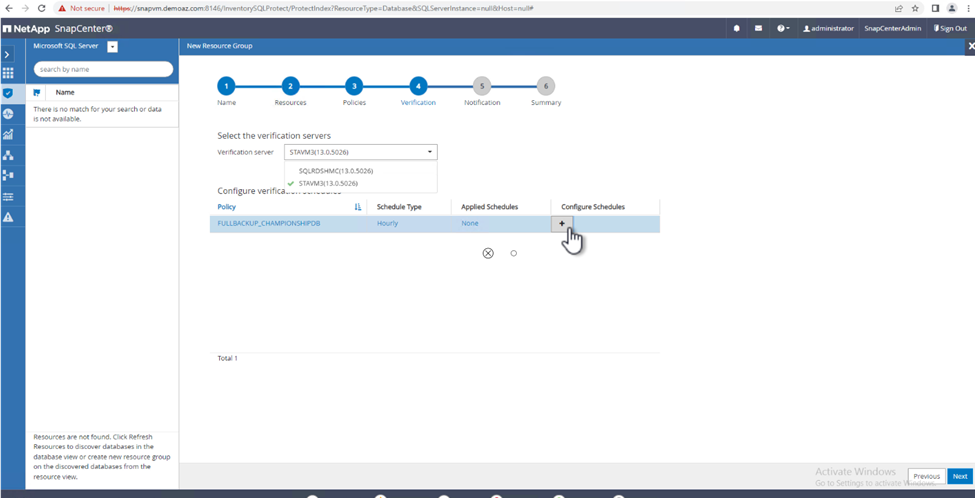 Not secure | https://snapvm.demoaz.com:8146/InventorySQLProtect/ProtectIndex?ResourceType=Database&SQLServerInstance=null&Host=null#
NetApp SnapCenter®
administrator
SnapCenterAdmin
Sign Out
Microsoft SQL Server
New Resource Group
search by name
Name
There is no match for your search or data
is not available.
1
2
3
4
5
6
Name
Resources
Policies
Verification
Notification
Summary
Select the verification servers
Verification server
STAVM3(13.0.5026)
SQLRDSHMC(13.0.5026)
STAVM3(13.0.5026)
Configure verification schedules
Policy
Schedule Type
Applied Schedules
Configure Schedules
FULLBACKUP_CHAMPIONSHIPDB
Hourly
None
+
Total 1
Resources are not found. Click Refresh
Resources to discover databases in the
database view or create new resource group
on the discovered databases from the
resource view.
Activate Windows
Go to Settings to activate Windows.
Previous
Next